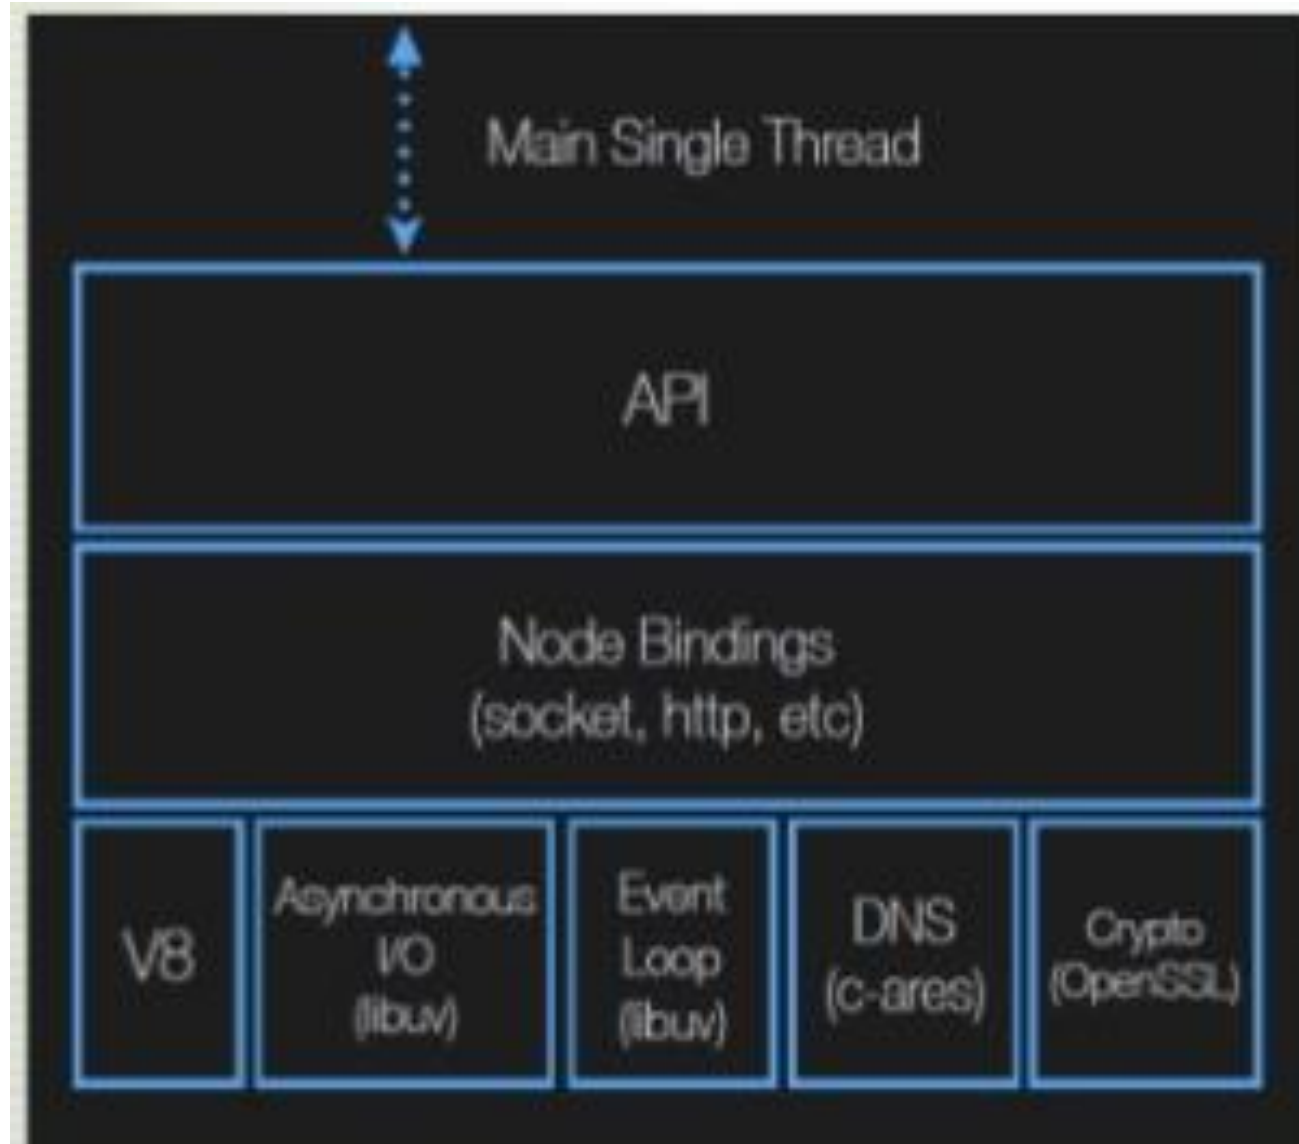 Main Single Thread
API
Node Bindings
(socket, http, etc)
V8
Asynchronous
I/O
(libuv)
Event
Loop
(libuv)
DNS
(c-ares)
Crypto
(OpenSSL)